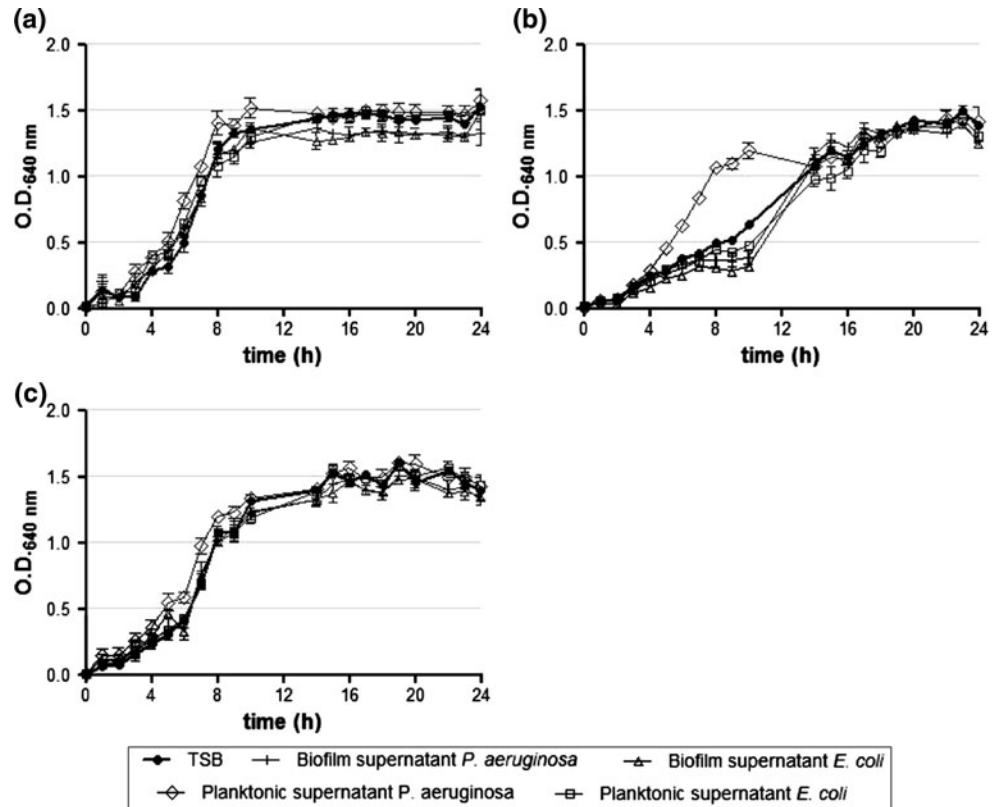 (a)
2.0
1.5
1.0
0.5
0.0
O.D.640 nm
0 4 8 12 16 20 24
time (h)
(b)
2.0
1.5
1.0
0.5
0.0
O.D.640 nm
0 4 8 12 16 20 24
time (h)
(c)
2.0
1.5
1.0
0.5
0.0
O.D.640 nm
0 4 8 12 16 20 24
time (h)
TSB Biofilm supernatant P. aeruginosa Biofilm supernatant E. coli
Planktonic supernatant P. aeruginosa Planktonic supernatant E. coli